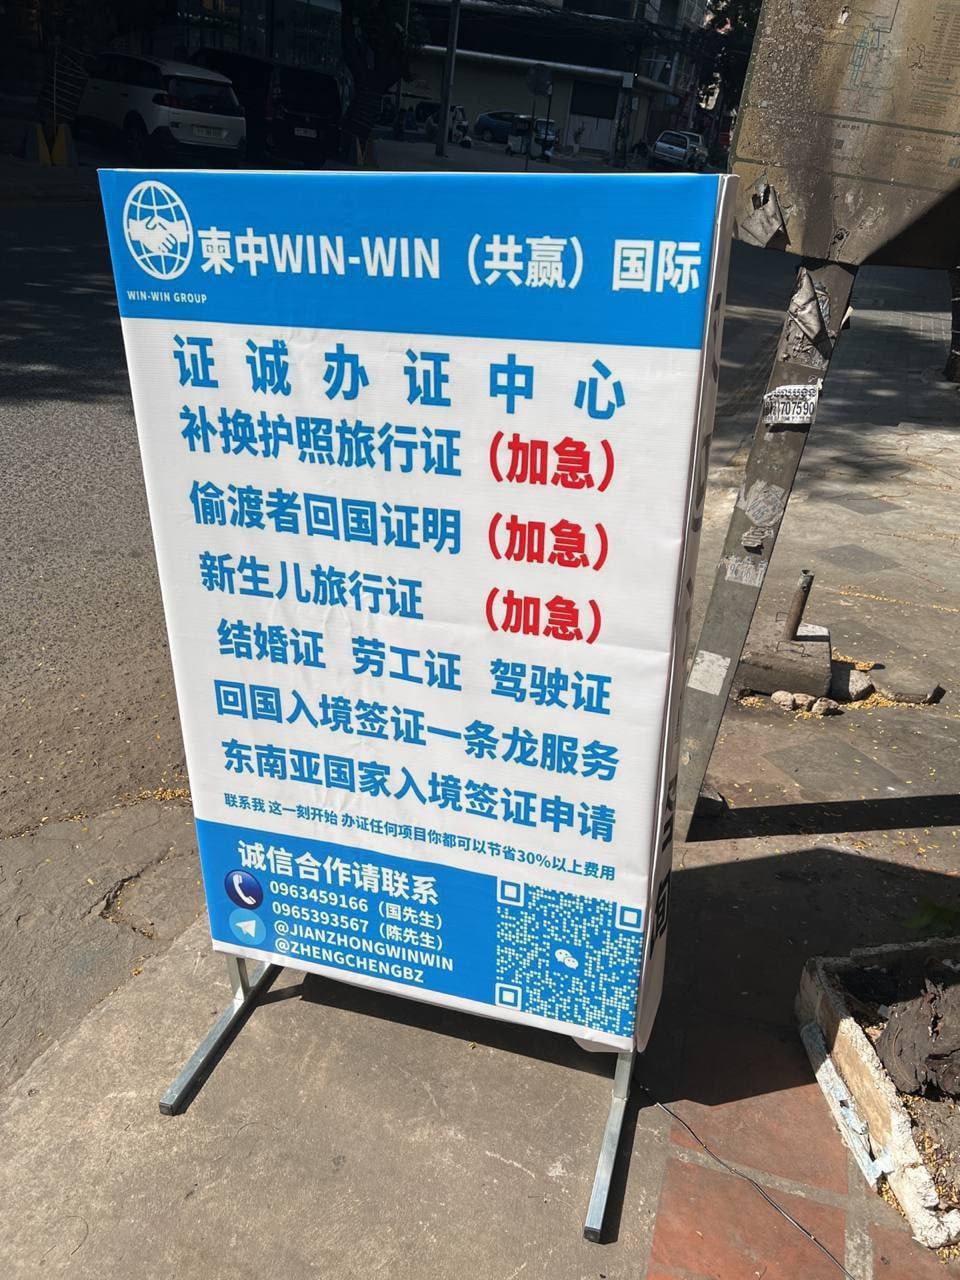 柬中WIN-WIN（共赢）国际
WIN-WIN GROUP
证诚办证中心
补换护照旅行证（加急）
偷渡者回国证明（加急）
新生儿旅行证（加急）
结婚证 劳工证 驾驶证
回国入境签证一条龙服务
东南亚国家入境签证申请
联系我 这一刻开始 办证任何项目你都可以节省30%以上费用
诚信合作请联系
0963459166（国先生）
0965393567（陈先生）
@JIANZHONGWINWIN
@ZHENGCHENGBZ
707590